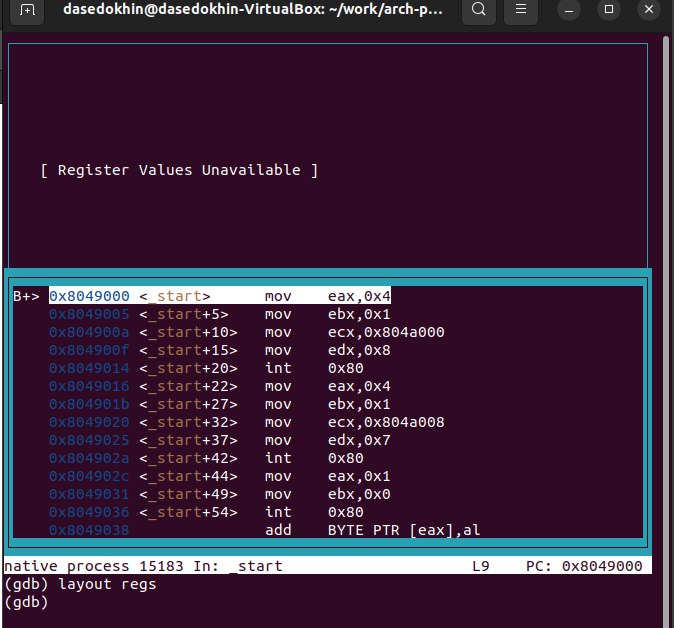 dasedokhin@dasedokhin-VirtualBox: ~/work/arch-p...
[ Register Values Unavailable ]
B+> 0x8049000 <_start>      mov    eax,0x4
    0x8049005 <_start+5>    mov    ebx,0x1
    0x804900a <_start+10>   mov    ecx,0x804a000
    0x804900f <_start+15>   mov    edx,0x8
    0x8049014 <_start+20>   int    0x80
    0x8049016 <_start+22>   mov    eax,0x4
    0x804901b <_start+27>   mov    ebx,0x1
    0x8049020 <_start+32>   mov    ecx,0x804a008
    0x8049025 <_start+37>   mov    edx,0x7
    0x804902a <_start+42>   int    0x80
    0x804902c <_start+44>   mov    eax,0x1
    0x8049031 <_start+49>   mov    ebx,0x0
    0x8049036 <_start+54>   int    0x80
    0x8049038               add    BYTE PTR [eax],al
native process 15183 In: _start                     L9    PC: 0x8049000
(gdb) layout regs
(gdb)